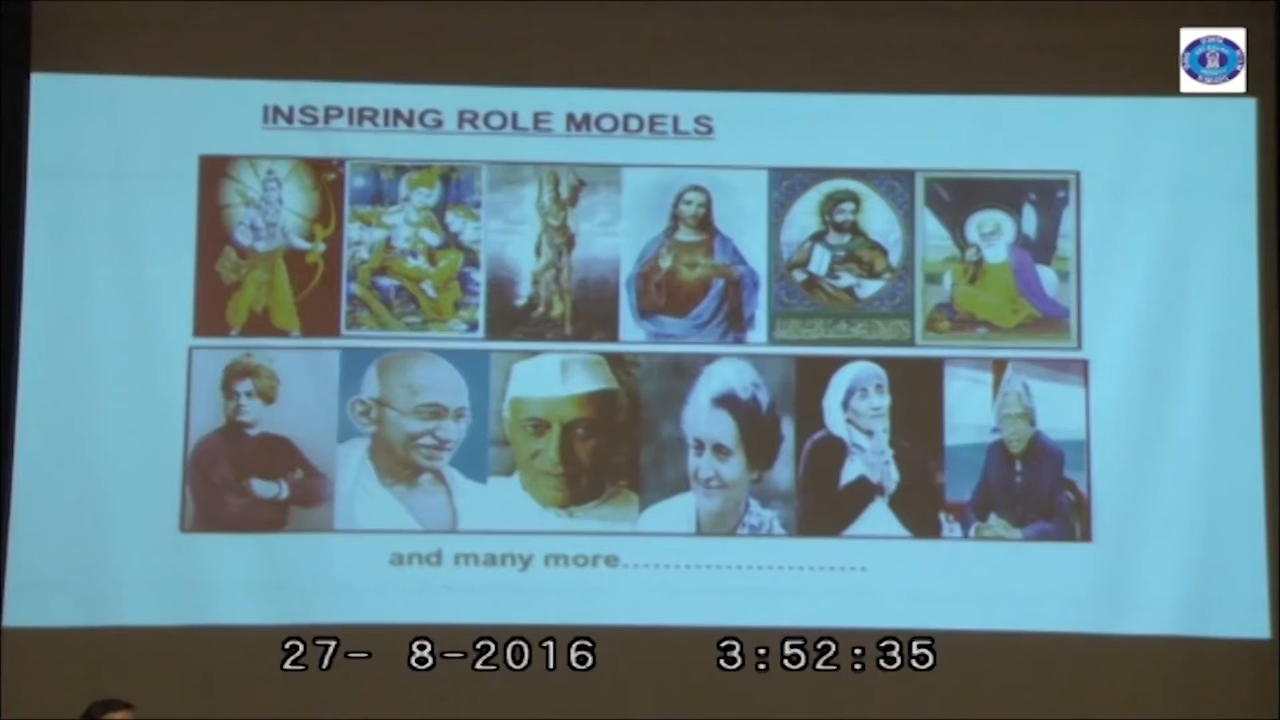 INSPIRING ROLE MODELS
and many more........................
27- 8-2016 3:52:35